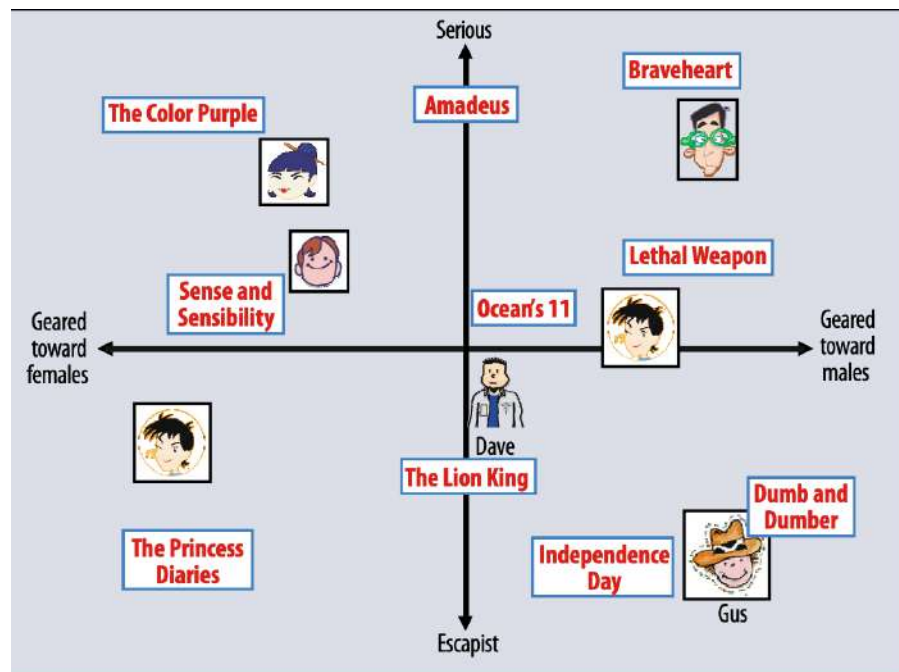 Serious
Braveheart
The Color Purple
Amadeus
Lethal Weapon
Sense and
Sensibility
Ocean's 11
Geared
toward
females
Geared
toward
males
Dave
The Lion King
Dumb and
Dumber
The Princess
Diaries
Independence
Day
Gus
Escapist